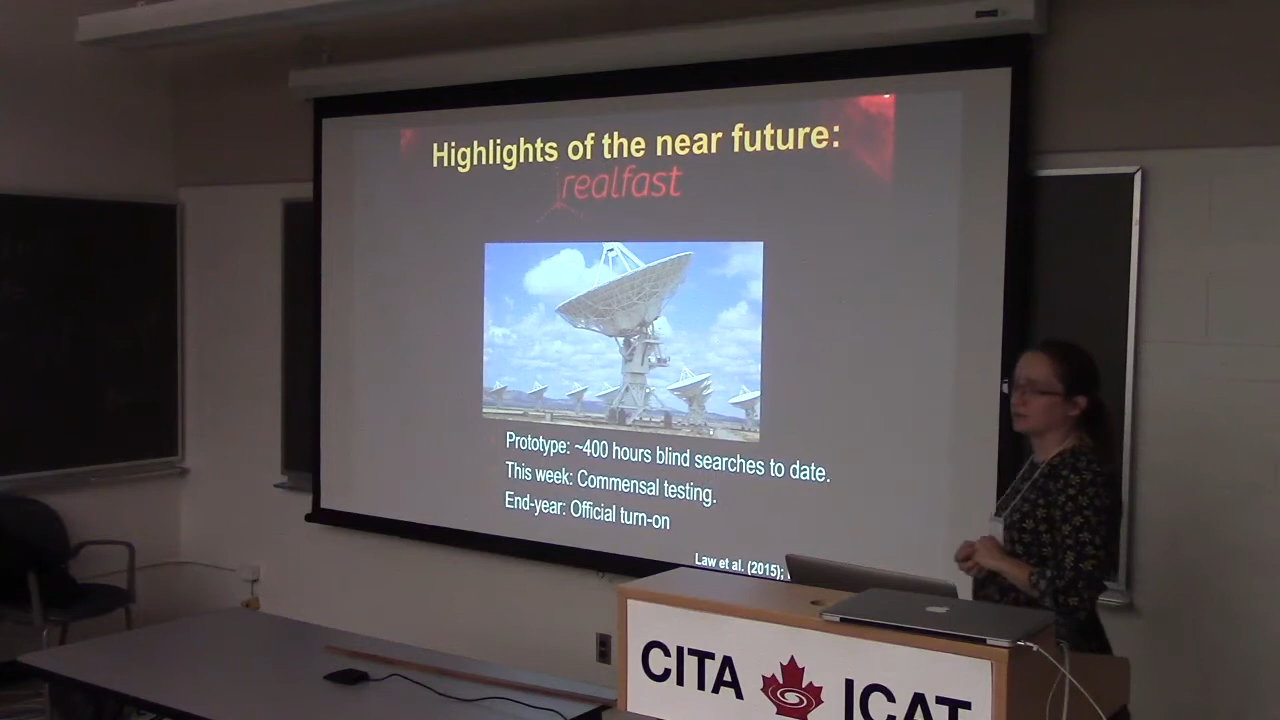 Highlights of the near future:
realfast
Prototype: ~400 hours blind searches to date.
This week: Commensal testing.
End-year: Official turn-on
Law et al. (2015);
CITA ICAT